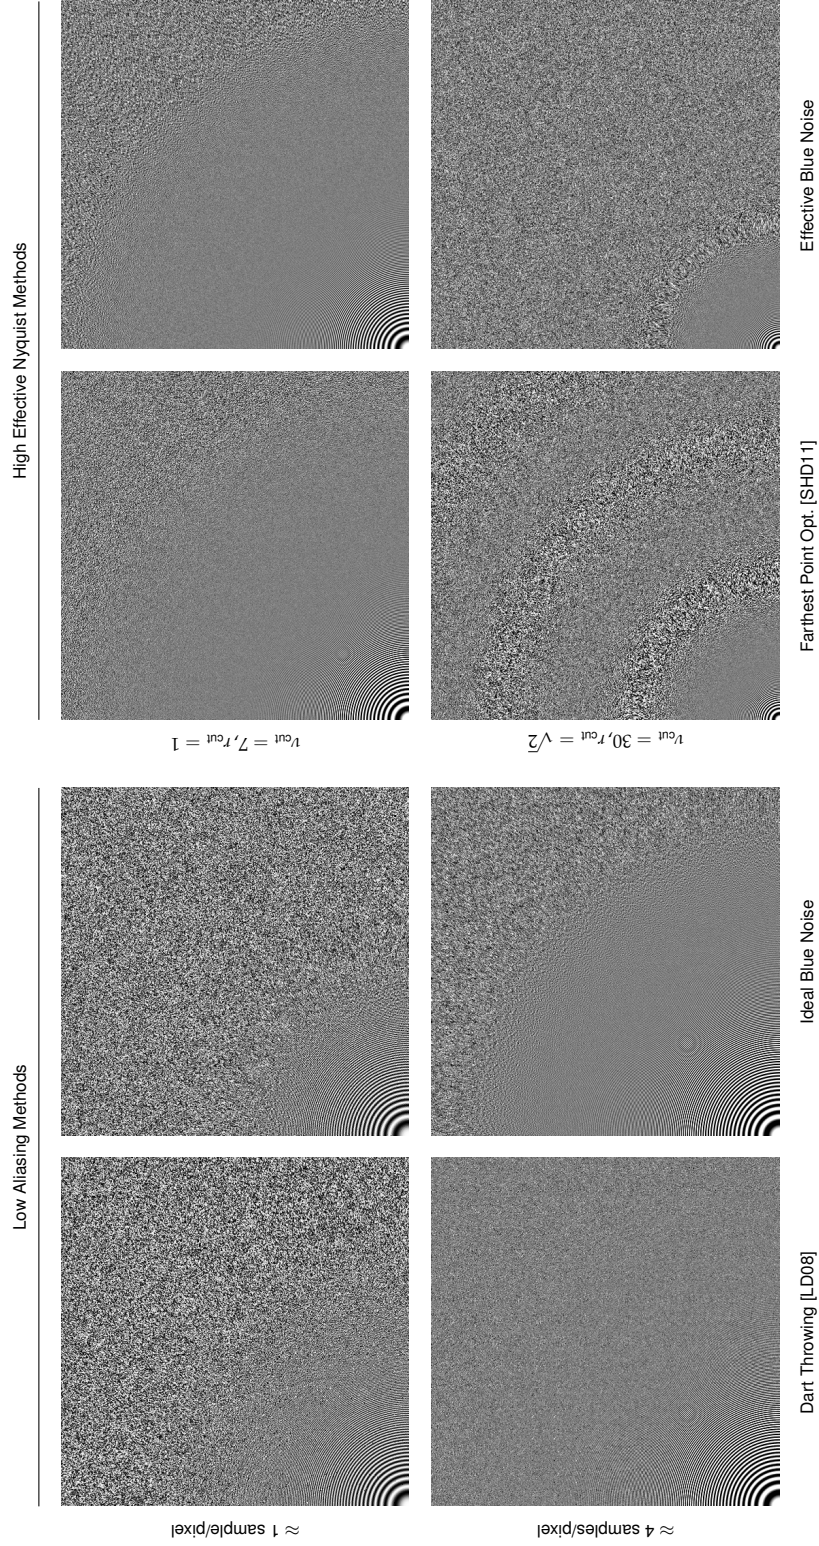 Low Aliasing Methods
High Effective Nyquist Methods
≈ 1 sample/pixel
ν_cut = 7, r_cut = 1
≈ 4 samples/pixel
ν_cut = 30, r_cut = √2
Dart Throwing [LD08]
Ideal Blue Noise
Farthest Point Opt. [SHD11]
Effective Blue Noise